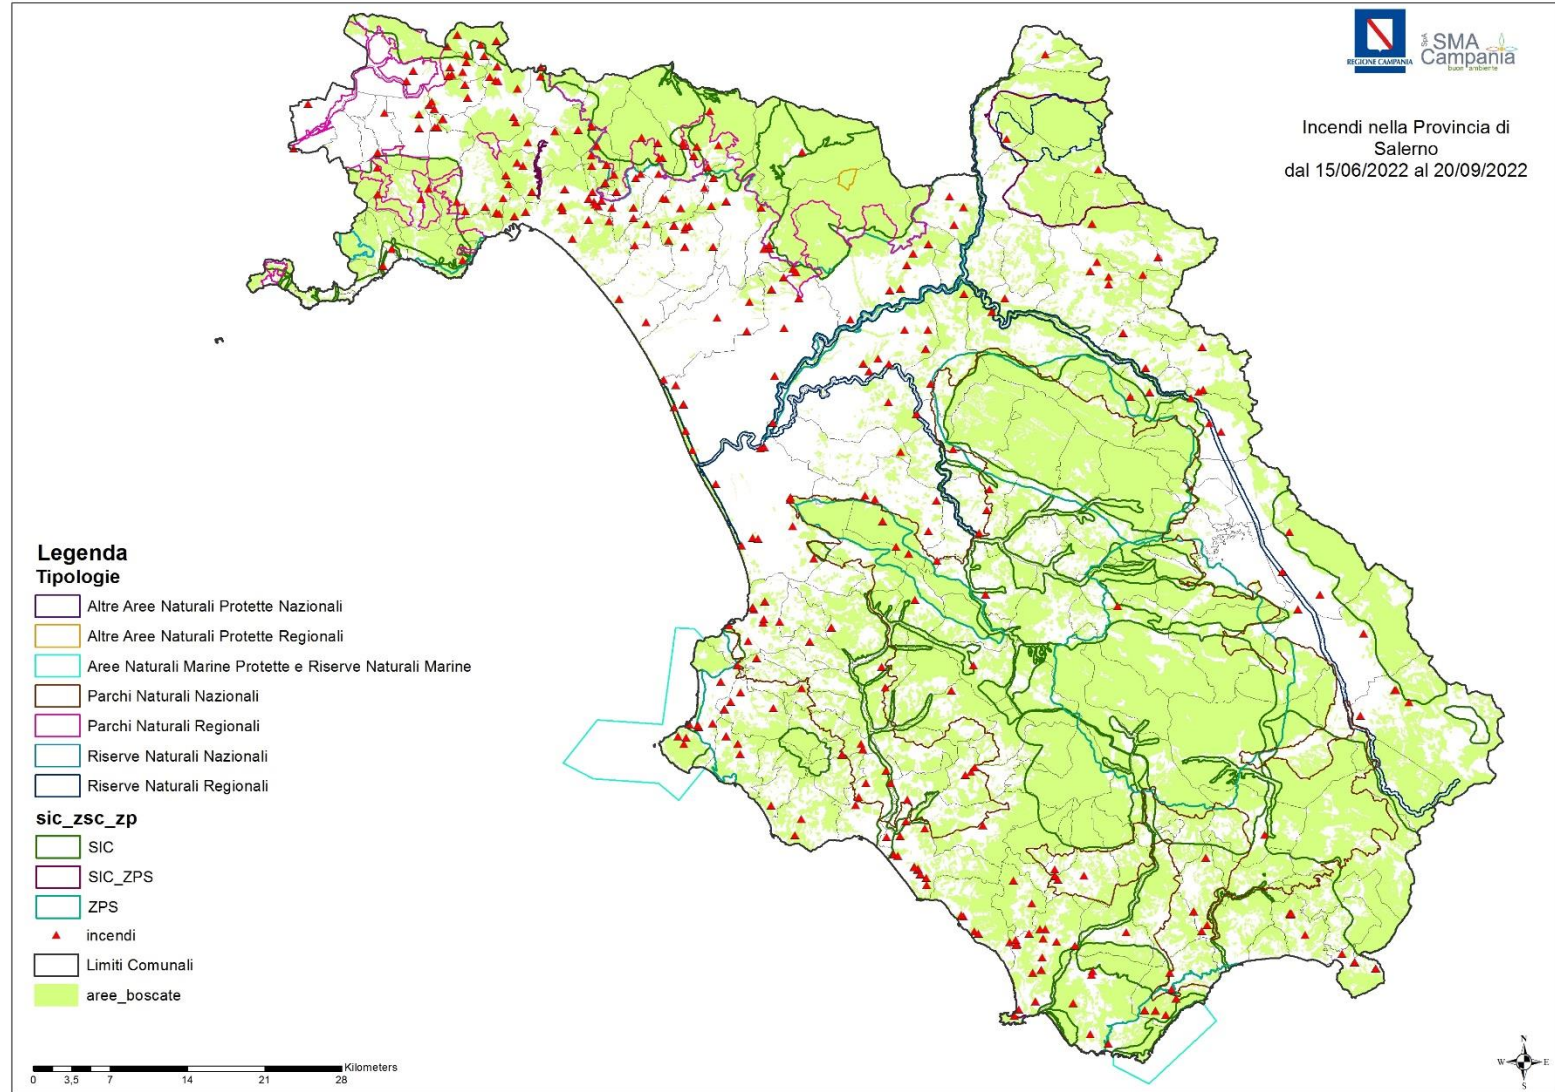 REGIONE CAMPANIA
SpA
SMA
Campania
buon ambiente
Incendi nella Provincia di
Salerno
dal 15/06/2022 al 20/09/2022
Legenda
Tipologie
Altre Aree Naturali Protette Nazionali
Altre Aree Naturali Protette Regionali
Aree Naturali Marine Protette e Riserve Naturali Marine
Parchi Naturali Nazionali
Parchi Naturali Regionali
Riserve Naturali Nazionali
Riserve Naturali Regionali
sic_zsc_zp
SIC
SIC_ZPS
ZPS
incendi
Limiti Comunali
aree_boscate
Kilometers
0 3,5 7 14 21 28
N
W E
S